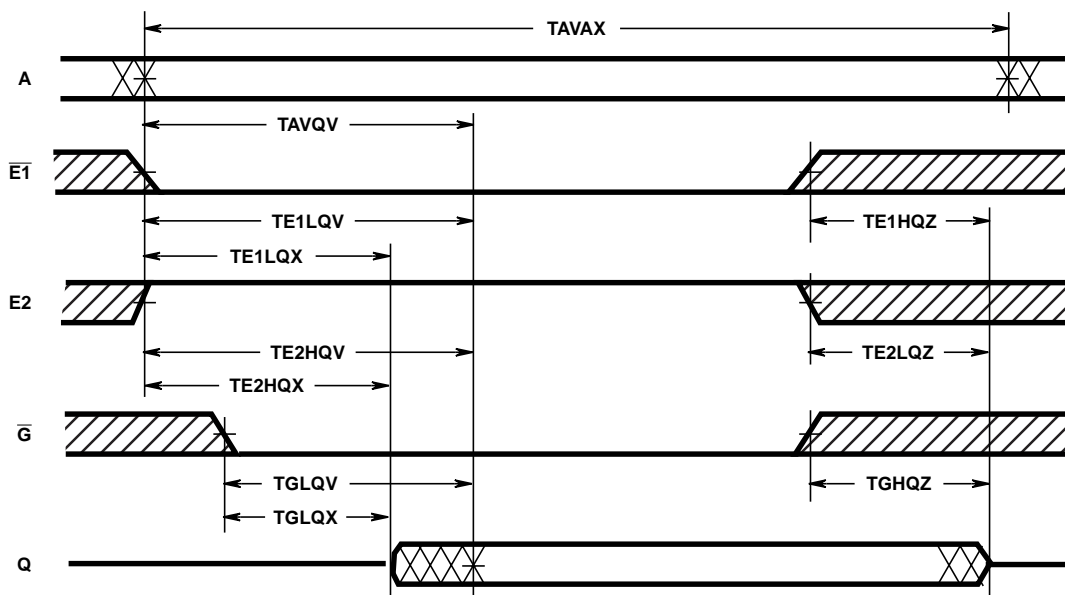 TAVAX
A
TAVQV
E1
TE1LQV
TE1HQZ
TE1LQX
E2
TE2HQV
TE2LQZ
TE2HQX
G
TGLQV
TGHQZ
TGLQX
Q